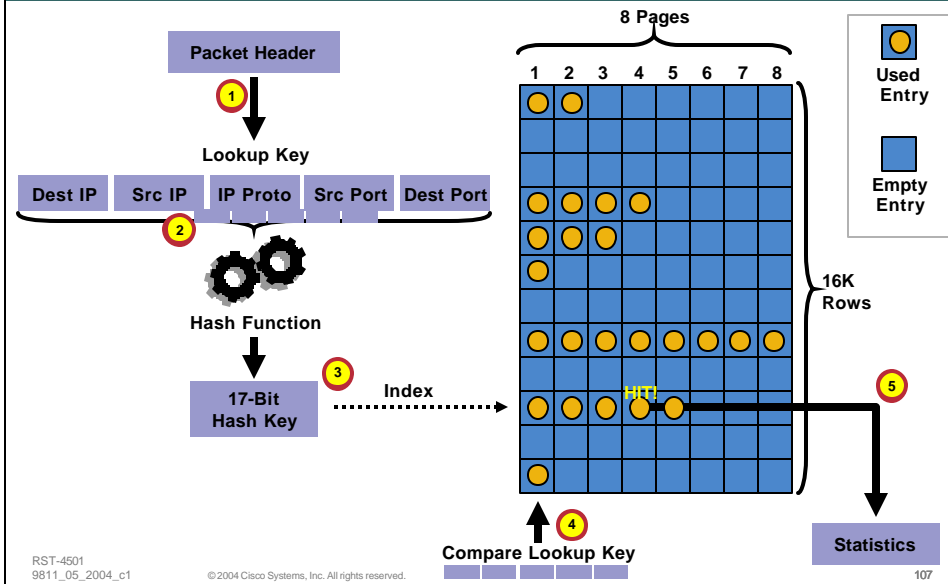 8 Pages
Packet Header
1
Lookup Key
Dest IP
Src IP
IP Proto
Src Port
Dest Port
2
Hash Function
3
17-Bit
Hash Key
Index
1 2 3 4 5 6 7 8
HIT!
16K
Rows
Used
Entry
Empty
Entry
4
Compare Lookup Key
5
Statistics
RST-4501
9811_05_2004_c1
© 2004 Cisco Systems, Inc. All rights reserved.
107